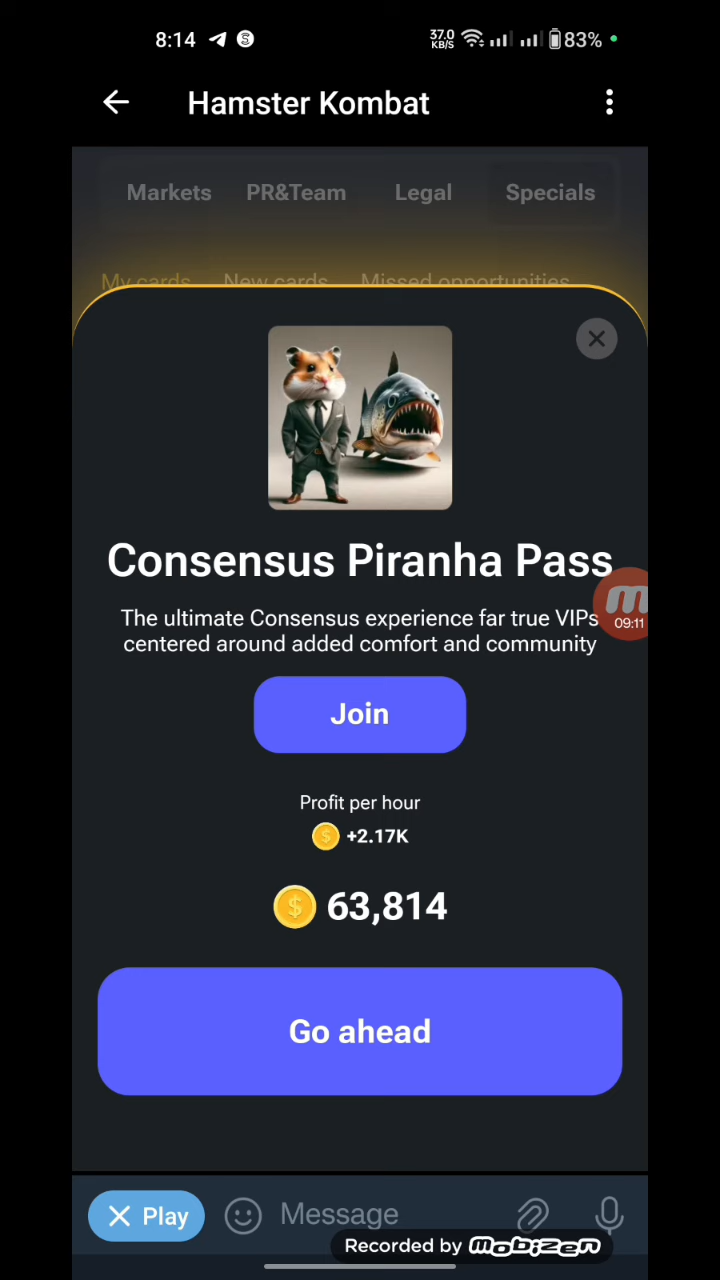 8:14
37.0
KB/S
83%
Hamster Kombat
Markets PR&Team Legal Specials
My cards New cards Missed opportunities
Consensus Piranha Pass
The ultimate Consensus experience far true VIPs
centered around added comfort and community
09:11
Join
Profit per hour
+2.17K
63,814
Go ahead
Play
Message
Recorded by mobizen